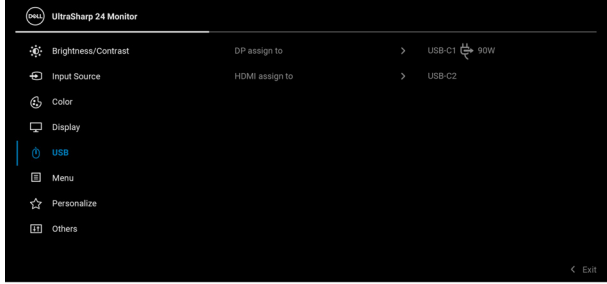 DELL UltraSharp 24 Monitor
Brightness/Contrast DP assign to > USB-C1 90W
Input Source HDMI assign to > USB-C2
Color
Display
USB
Menu
Personalize
Others
< Exit